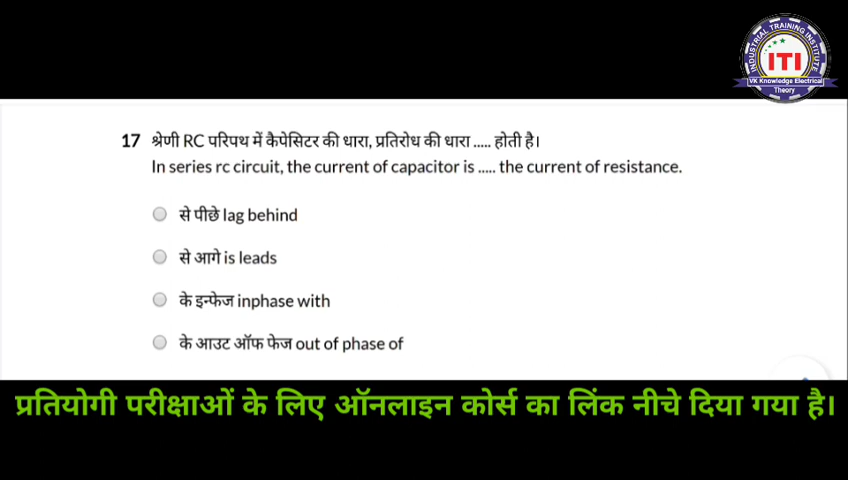 INDUSTRIAL TRAINING INSTITUTE
ITI
VK Knowledge Electrical
Theory
17 श्रेणी RC परिपथ में कैपेसिटर की धारा, प्रतिरोध की धारा ..... होती है।
In series rc circuit, the current of capacitor is ..... the current of resistance.
से पीछे lag behind
से आगे is leads
के इन्फेज inphase with
के आउट ऑफ फेज out of phase of
प्रतियोगी परीक्षाओं के लिए ऑनलाइन कोर्स का लिंक नीचे दिया गया है।